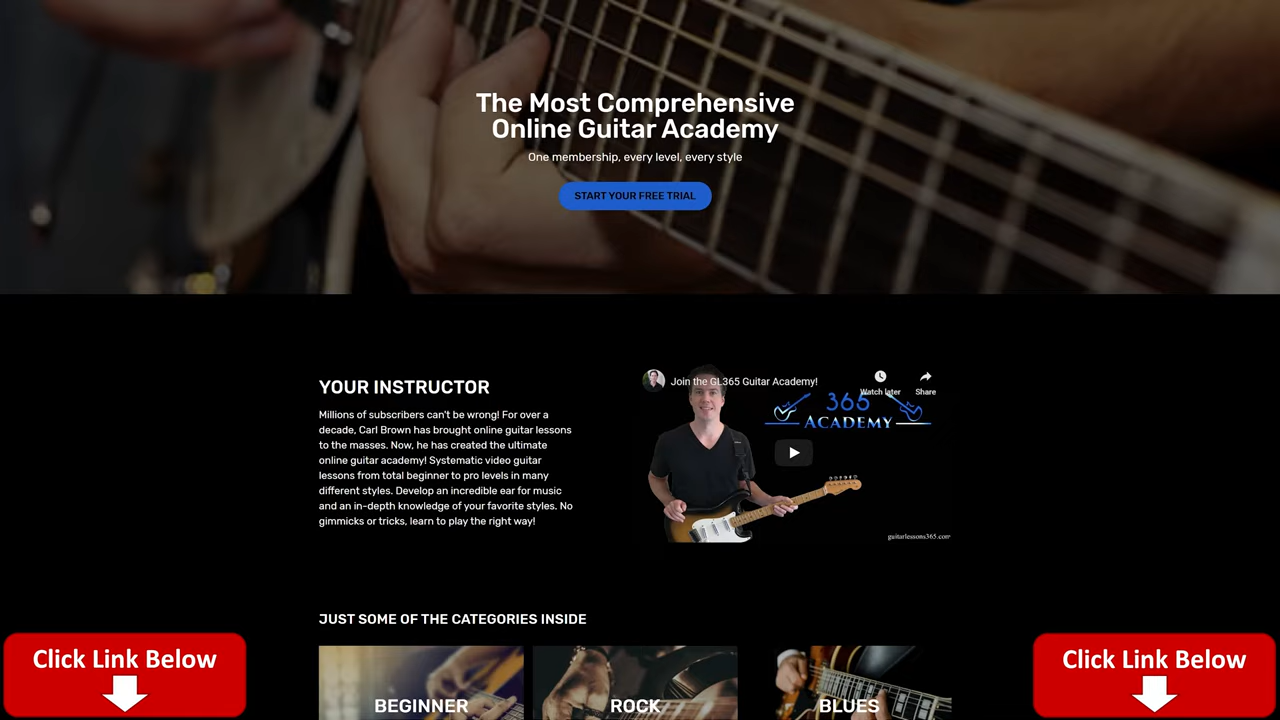 The Most Comprehensive
Online Guitar Academy
One membership, every level, every style
START YOUR FREE TRIAL
YOUR INSTRUCTOR
Millions of subscribers can't be wrong! For over a
decade, Carl Brown has brought online guitar lessons
to the masses. Now, he has created the ultimate
online guitar academy! Systematic video guitar
lessons from total beginner to pro levels in many
different styles. Develop an incredible ear for music
and an in-depth knowledge of your favorite styles. No
gimmicks or tricks, learn to play the right way!
Join the GL365 Guitar Academy!
Watch later
Share
365
ACADEMY
guitarlessons365.com
JUST SOME OF THE CATEGORIES INSIDE
BEGINNER
ROCK
BLUES
Click Link Below
Click Link Below